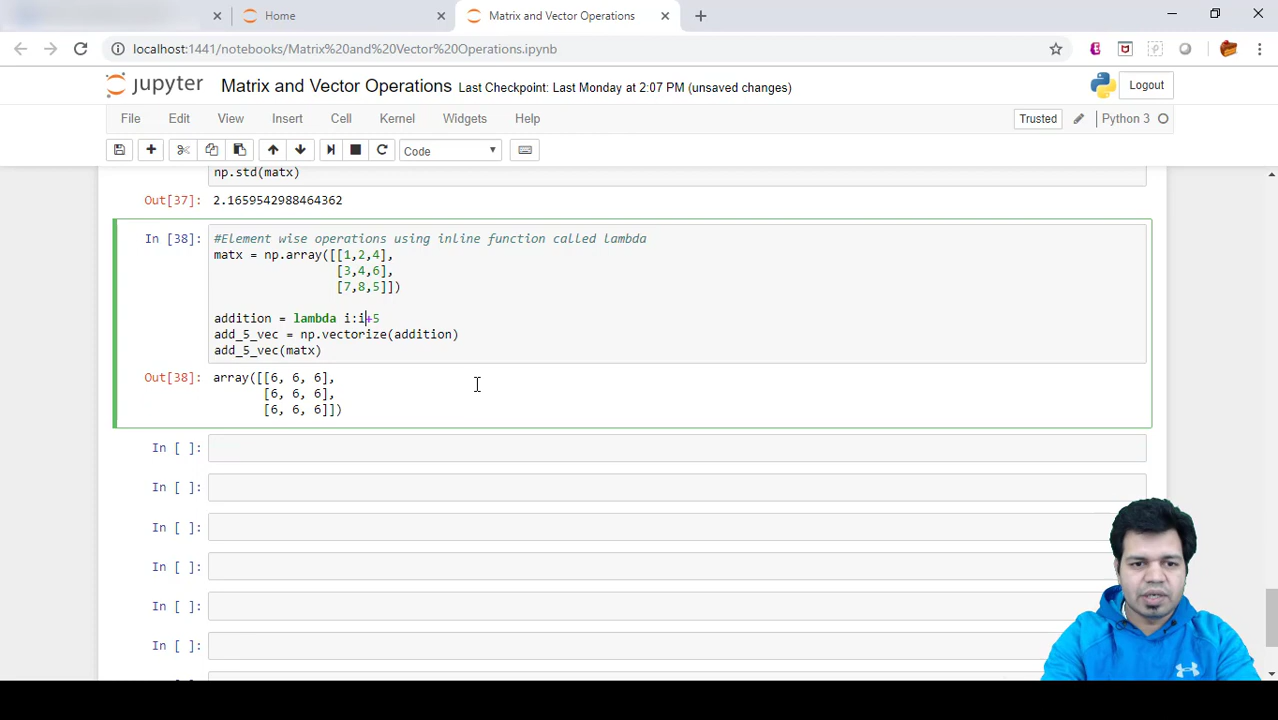 Home
Matrix and Vector Operations
localhost:1441/notebooks/Matrix%20and%20Vector%20Operations.ipynb
jupyter Matrix and Vector Operations Last Checkpoint: Last Monday at 2:07 PM (unsaved changes) Logout
File Edit View Insert Cell Kernel Widgets Help Trusted Python 3
Code
np.std(matx)
Out[37]: 2.1659542988464362
In [38]: #Element wise operations using inline function called lambda
matx = np.array([[1,2,4],
[3,4,6],
[7,8,5]])
addition = lambda i:i+5
add_5_vec = np.vectorize(addition)
add_5_vec(matx)
Out[38]: array([[6, 6, 6],
[6, 6, 6],
[6, 6, 6]])
In [ ]:
In [ ]:
In [ ]:
In [ ]:
In [ ]:
In [ ]: